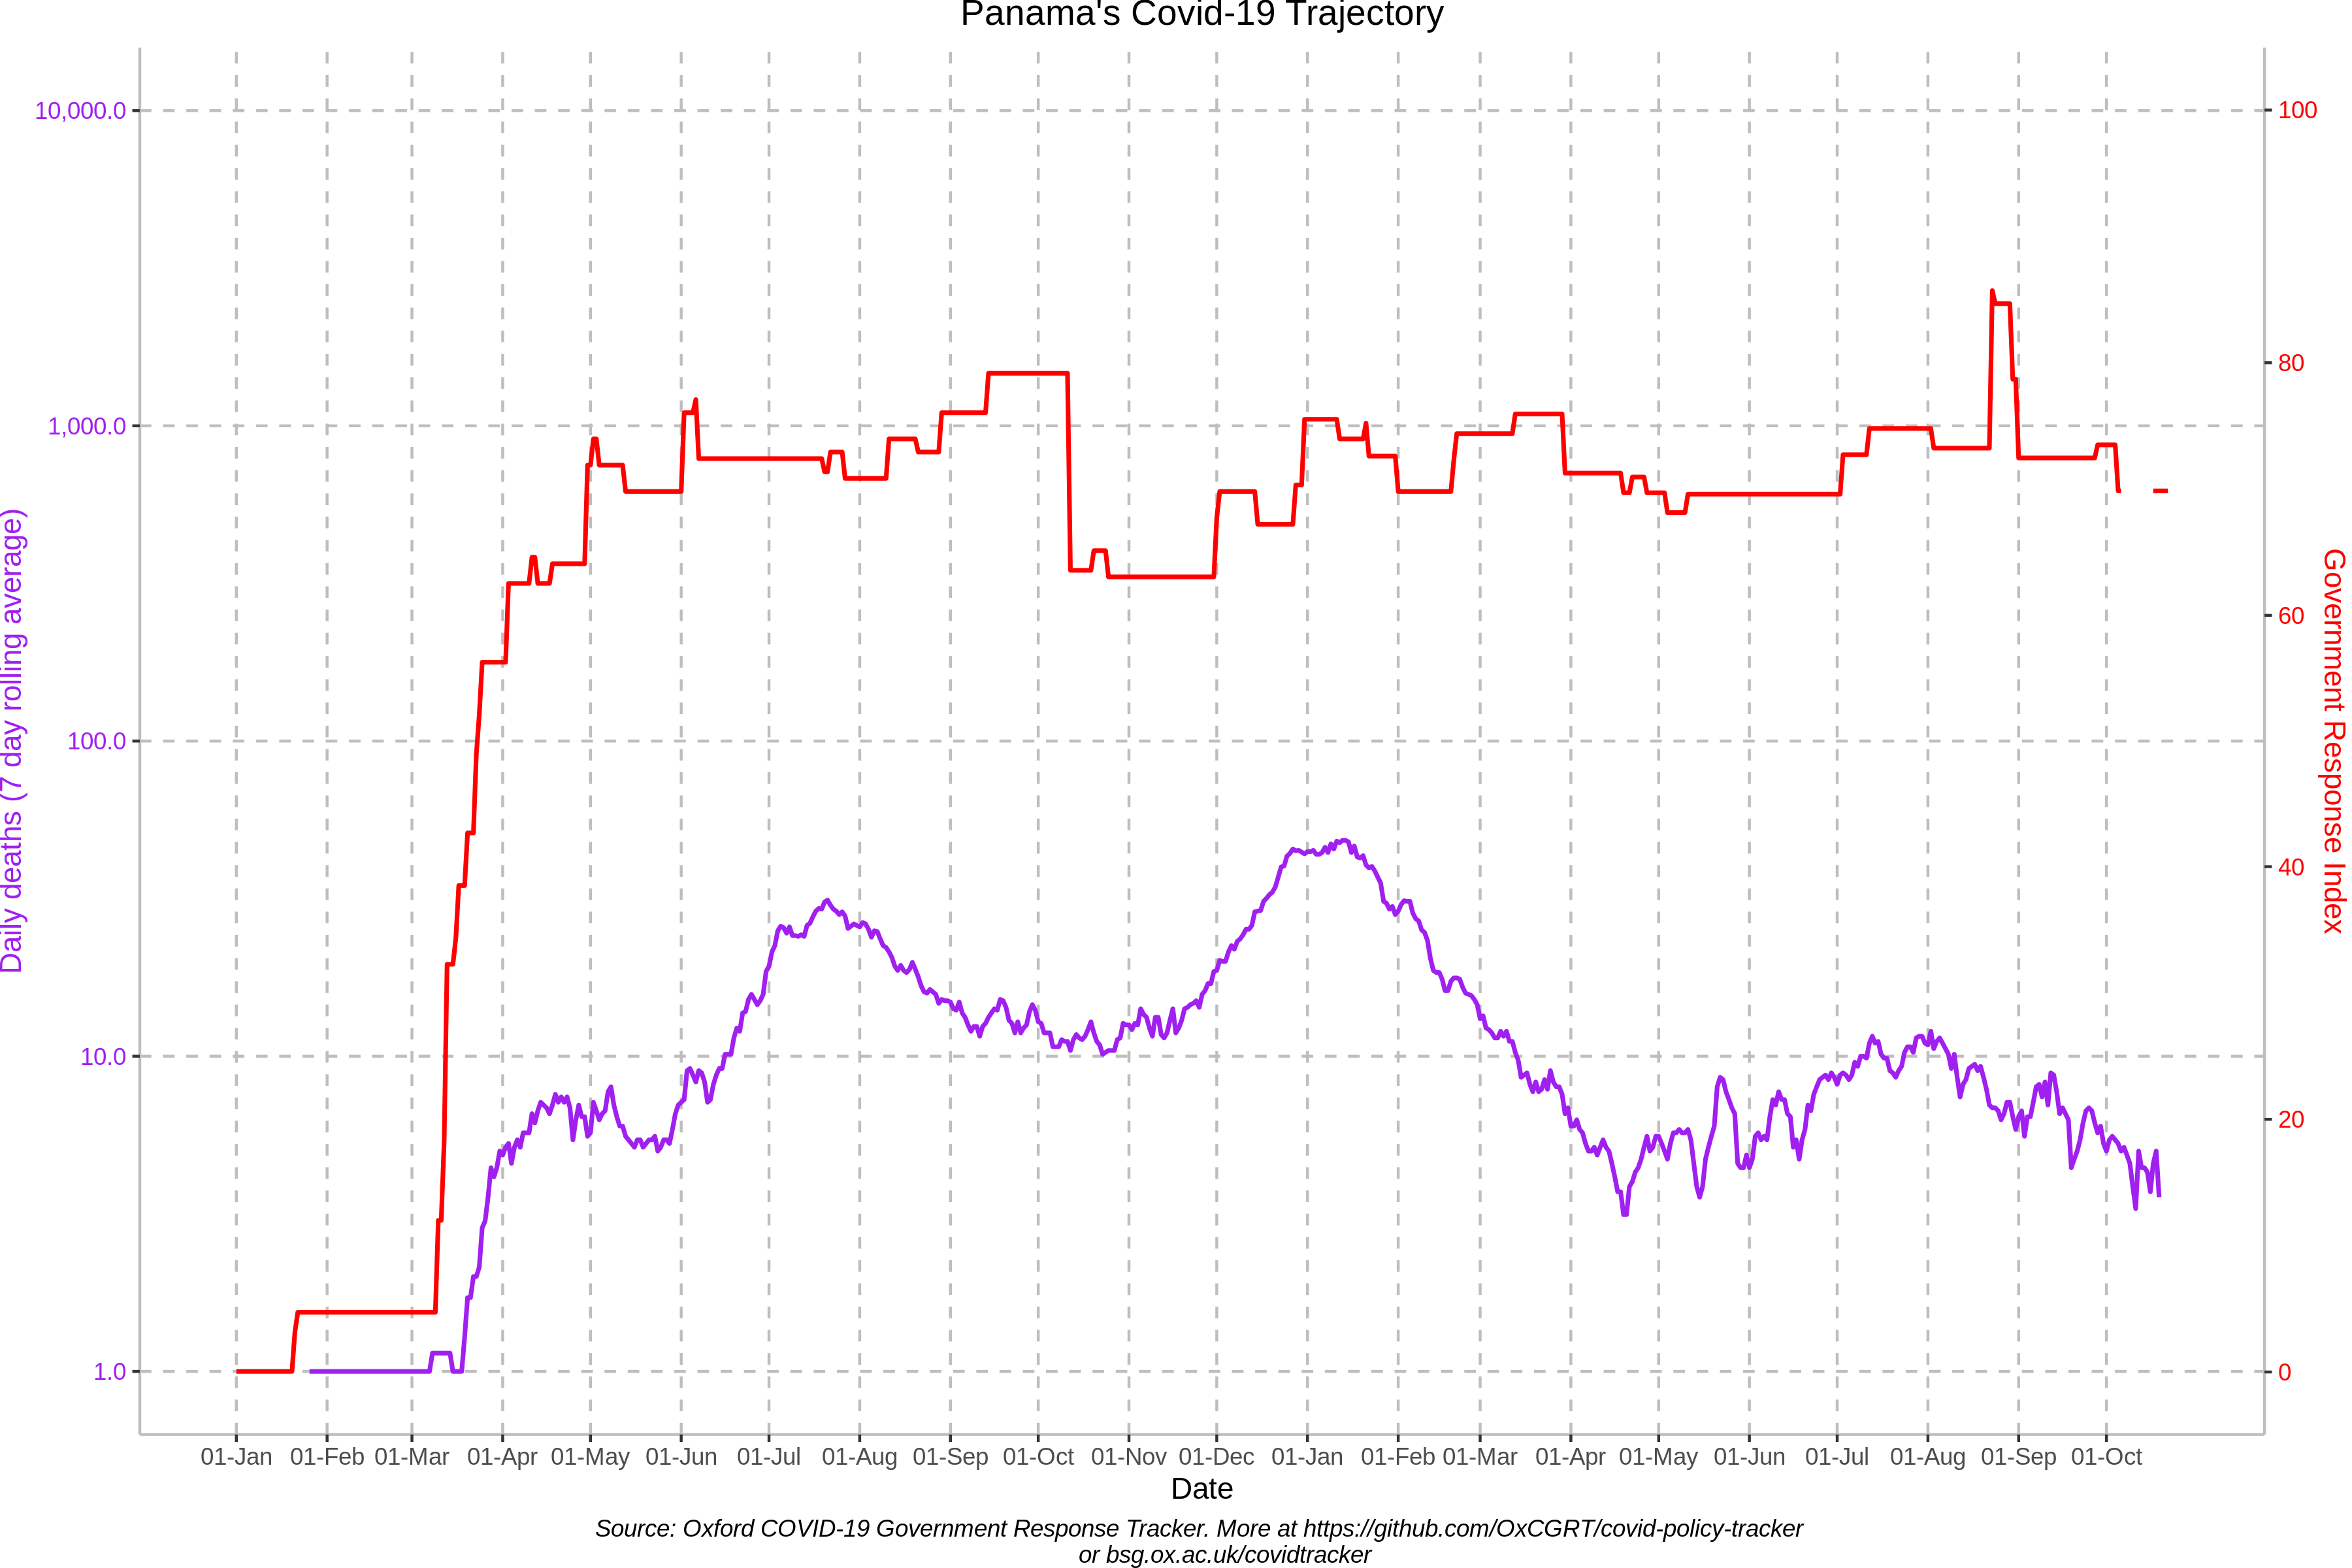 Panama's Covid-19 Trajectory
10,000.0
1,000.0
100.0
10.0
1.0
Daily deaths (7 day rolling average)
100
80
60
40
20
0
Government Response Index
01-Jan 01-Feb 01-Mar 01-Apr 01-May 01-Jun 01-Jul 01-Aug 01-Sep 01-Oct 01-Nov 01-Dec 01-Jan 01-Feb 01-Mar 01-Apr 01-May 01-Jun 01-Jul 01-Aug 01-Sep 01-Oct
Date
Source: Oxford COVID-19 Government Response Tracker. More at https://github.com/OxCGRT/covid-policy-tracker
or bsg.ox.ac.uk/covidtracker